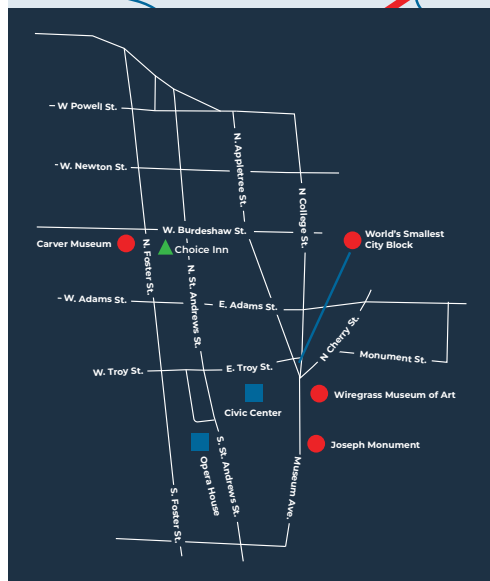 W Powell St.
N. Appletree St.
W. Newton St.
N College St.
W. Burdeshaw St.
World's Smallest
City Block
Carver Museum
Choice Inn
N. Foster St.
N. St. Andrews St.
W. Adams St.
E. Adams St.
N Cherry St.
Monument St.
W. Troy St.
E. Troy St.
Wiregrass Museum of Art
Civic Center
Joseph Monument
Opera House
S. St. Andrews St.
Museum Ave.
S. Foster St.